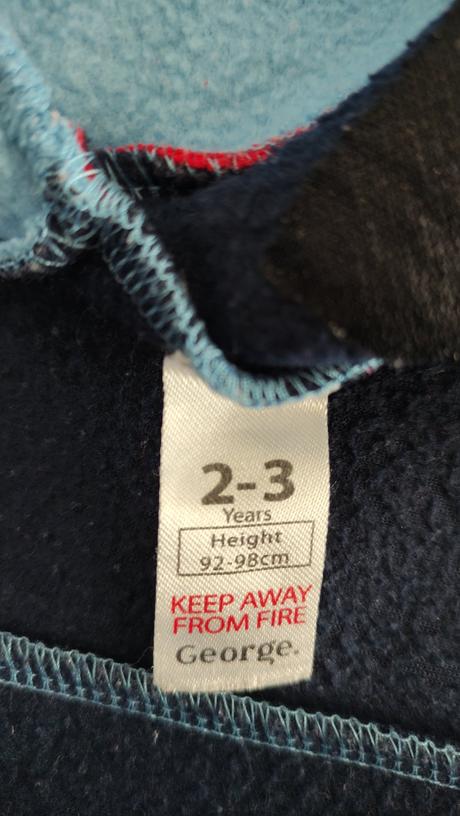 2-3
Years
Height
92-98cm
KEEP AWAY
FROM FIRE
George.